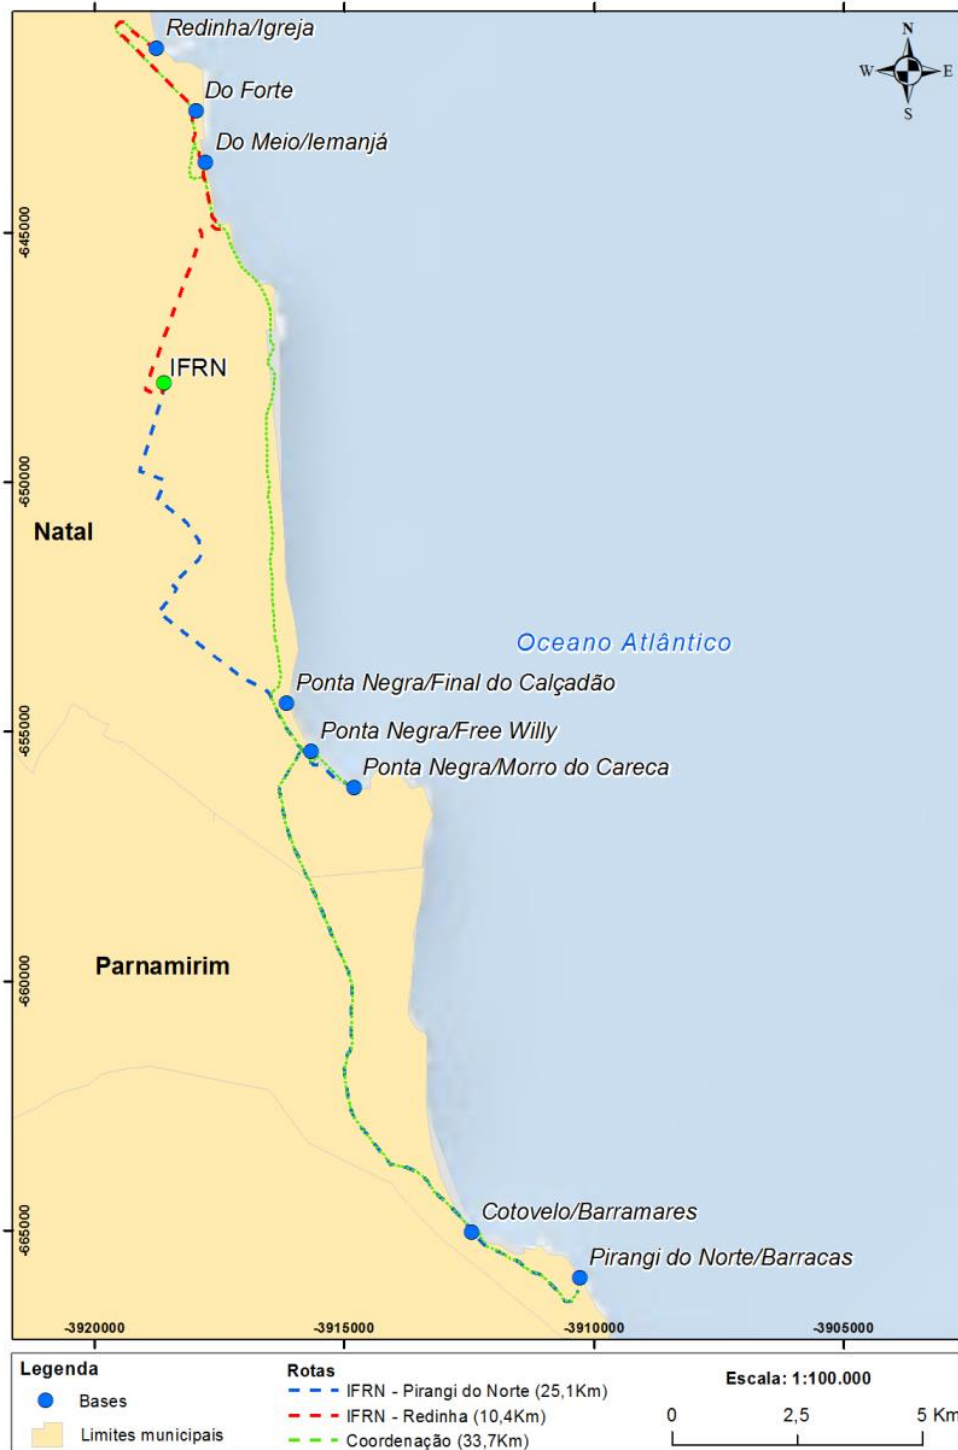 Redinha/Igreja
N
W
E
S
Do Forte
Do Meio/Iemanjá
-645000
IFRN
-650000
Natal
Oceano Atlântico
Ponta Negra/Final do Calçadão
-655000
Ponta Negra/Free Willy
Ponta Negra/Morro do Careca
Parnamirim
-660000
Cotovelo/Barramares
-665000
Pirangi do Norte/Barracas
-3920000
-3915000
-3910000
-3905000
Legenda
Bases
Limites municipais
Rotas
IFRN - Pirangi do Norte (25,1Km)
IFRN - Redinha (10,4Km)
Coordenação (33,7Km)
Escala: 1:100.000
0 2,5 5 Km